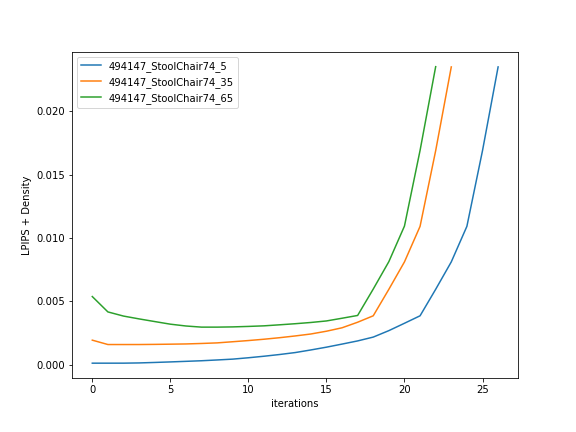 494147_StoolChair74_5
494147_StoolChair74_35
494147_StoolChair74_65
LPIPS + Density
0.020
0.015
0.010
0.005
0.000
0 5 10 15 20 25
iterations